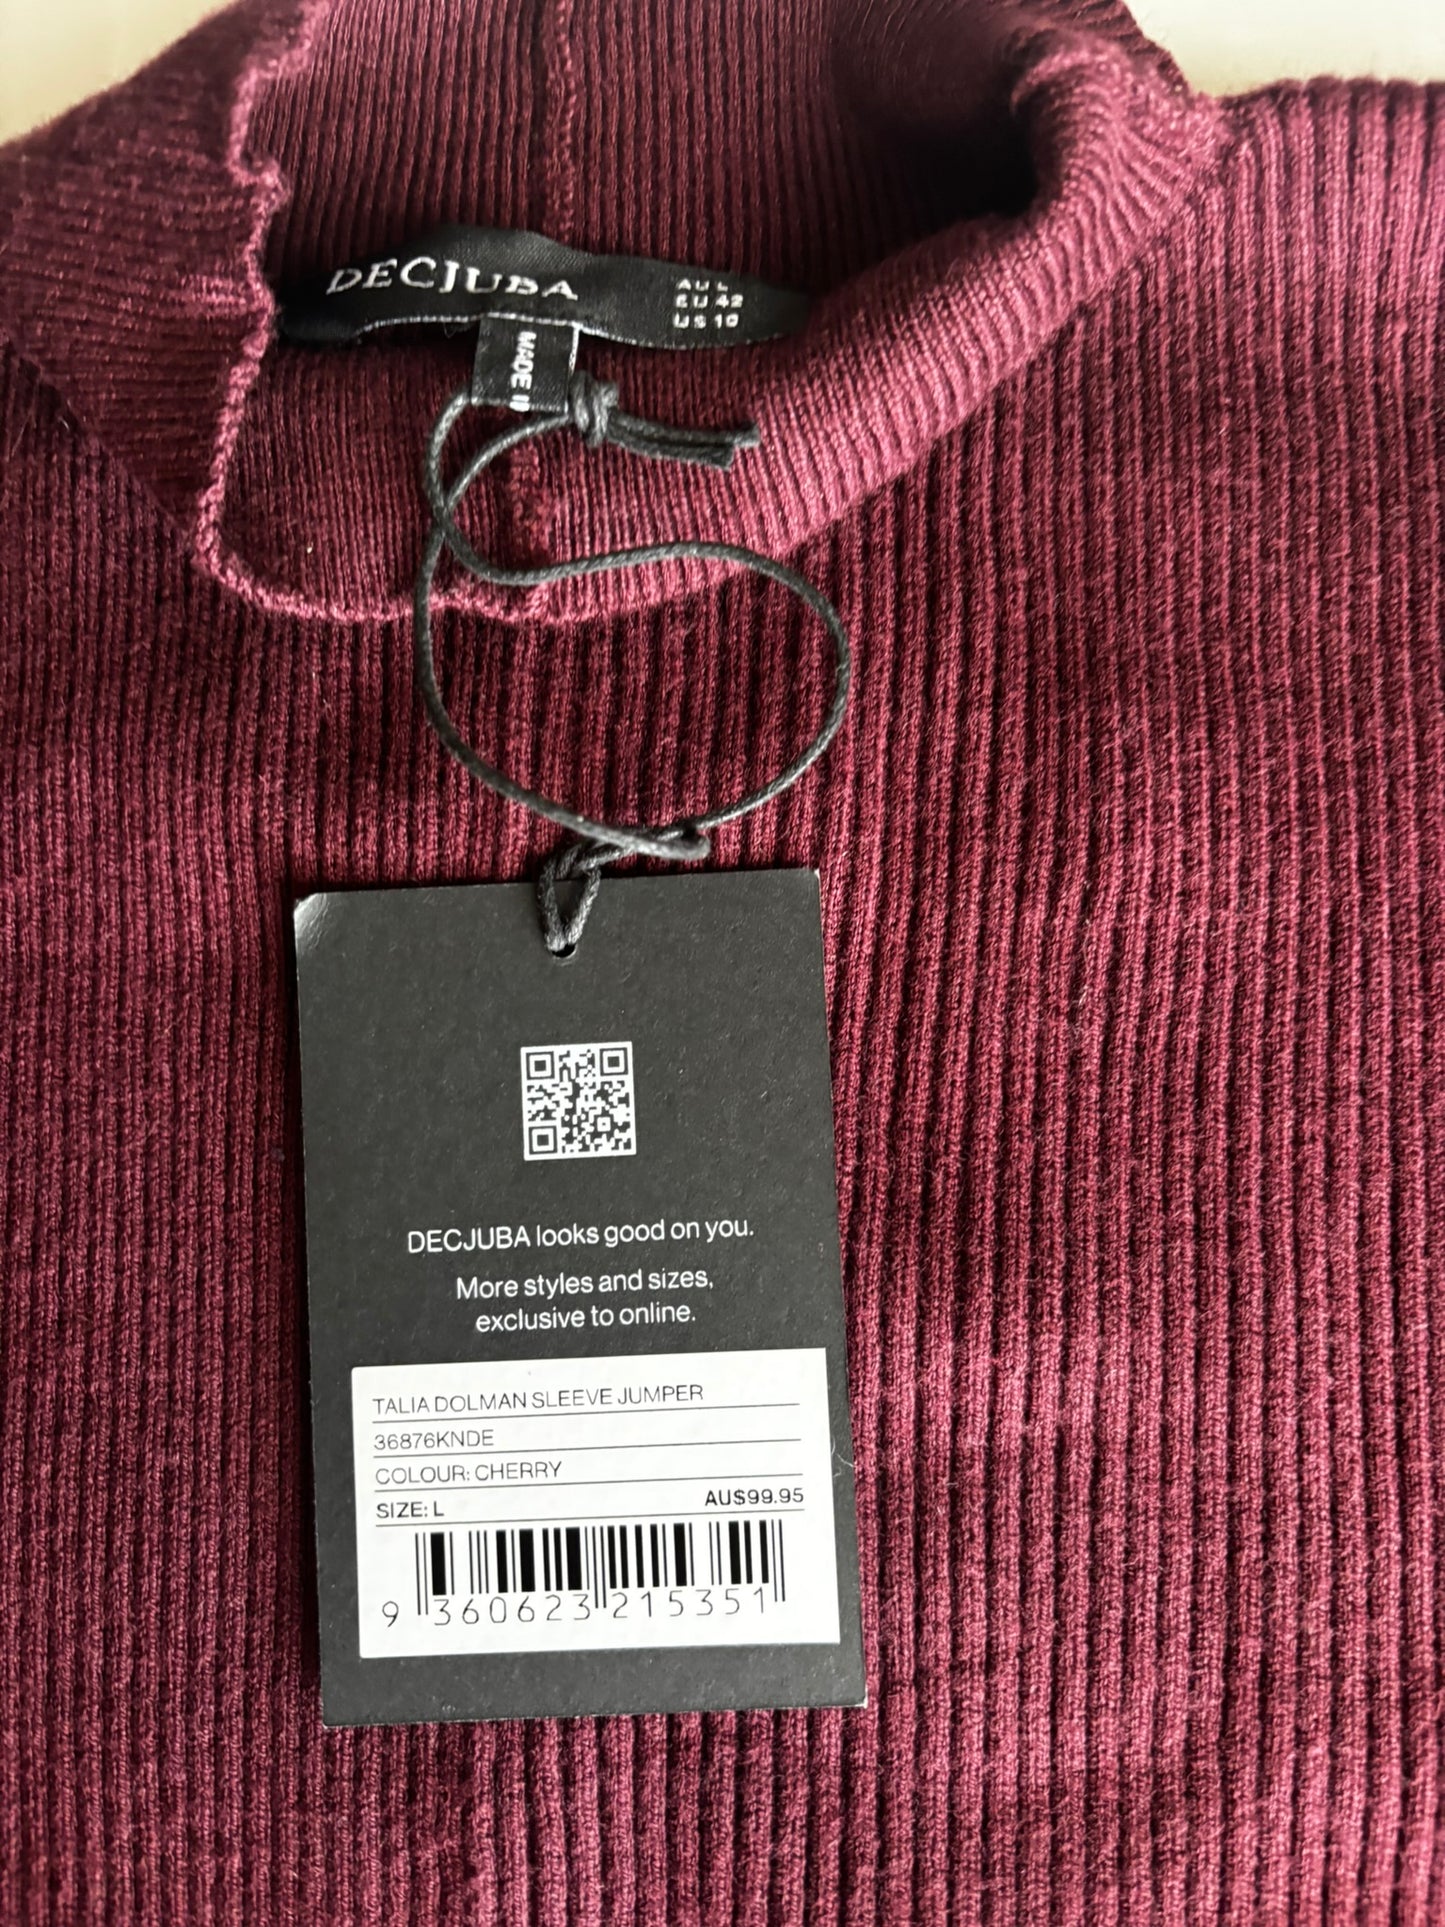 DECJUBA
AU L
EU 42
US 10
MADE I
DECJUBA looks good on you.
More styles and sizes,
exclusive to online.
TALIA DOLMAN SLEEVE JUMPER
36876KNDE
COLOUR: CHERRY
SIZE: L AU$99.95
9 360623 215351